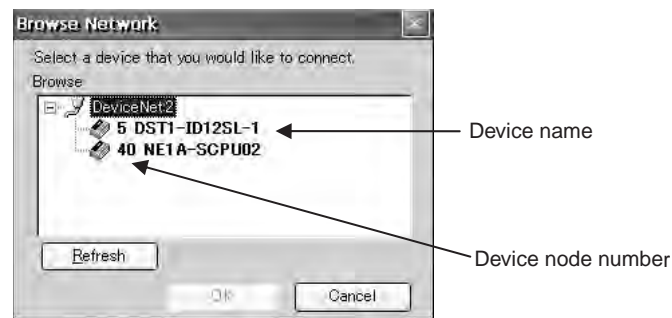 Browse Network
Select a device that you would like to connect.
Browse
DeviceNet2
5 DST1-ID12SL-1
Device name
40 NE1A-SCPU02
Refresh
Device node number
OK
Cancel